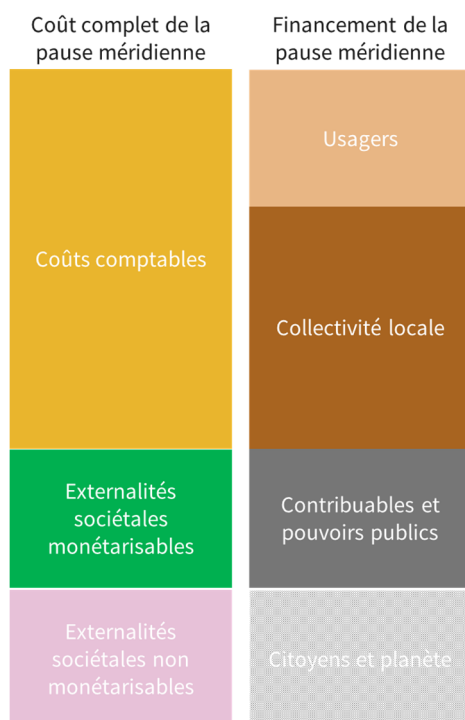 Coût complet de la
pause méridienne
Financement de la
pause méridienne
Usagers
Coûts comptables
Collectivité locale
Externalités
sociétales
monétarisables
Contribuables et
pouvoirs publics
Externalités
sociétales non
monétarisables
Citoyens et planète